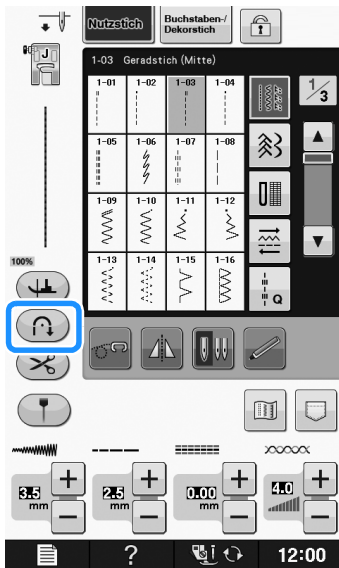 Nutzstich
Buchstaben-/
Dekorstich
J
1-03 Geradstich (Mitte)
1/3
1-01 1-02 1-03 1-04
1-05 1-06 1-07 1-08
1-09 1-10 1-11 1-12
1-13 1-14 1-15 1-16
100%
Q
3.5 mm
2.5 mm
0.00 mm
4.0
+ + + +
− − − −
? 12:00